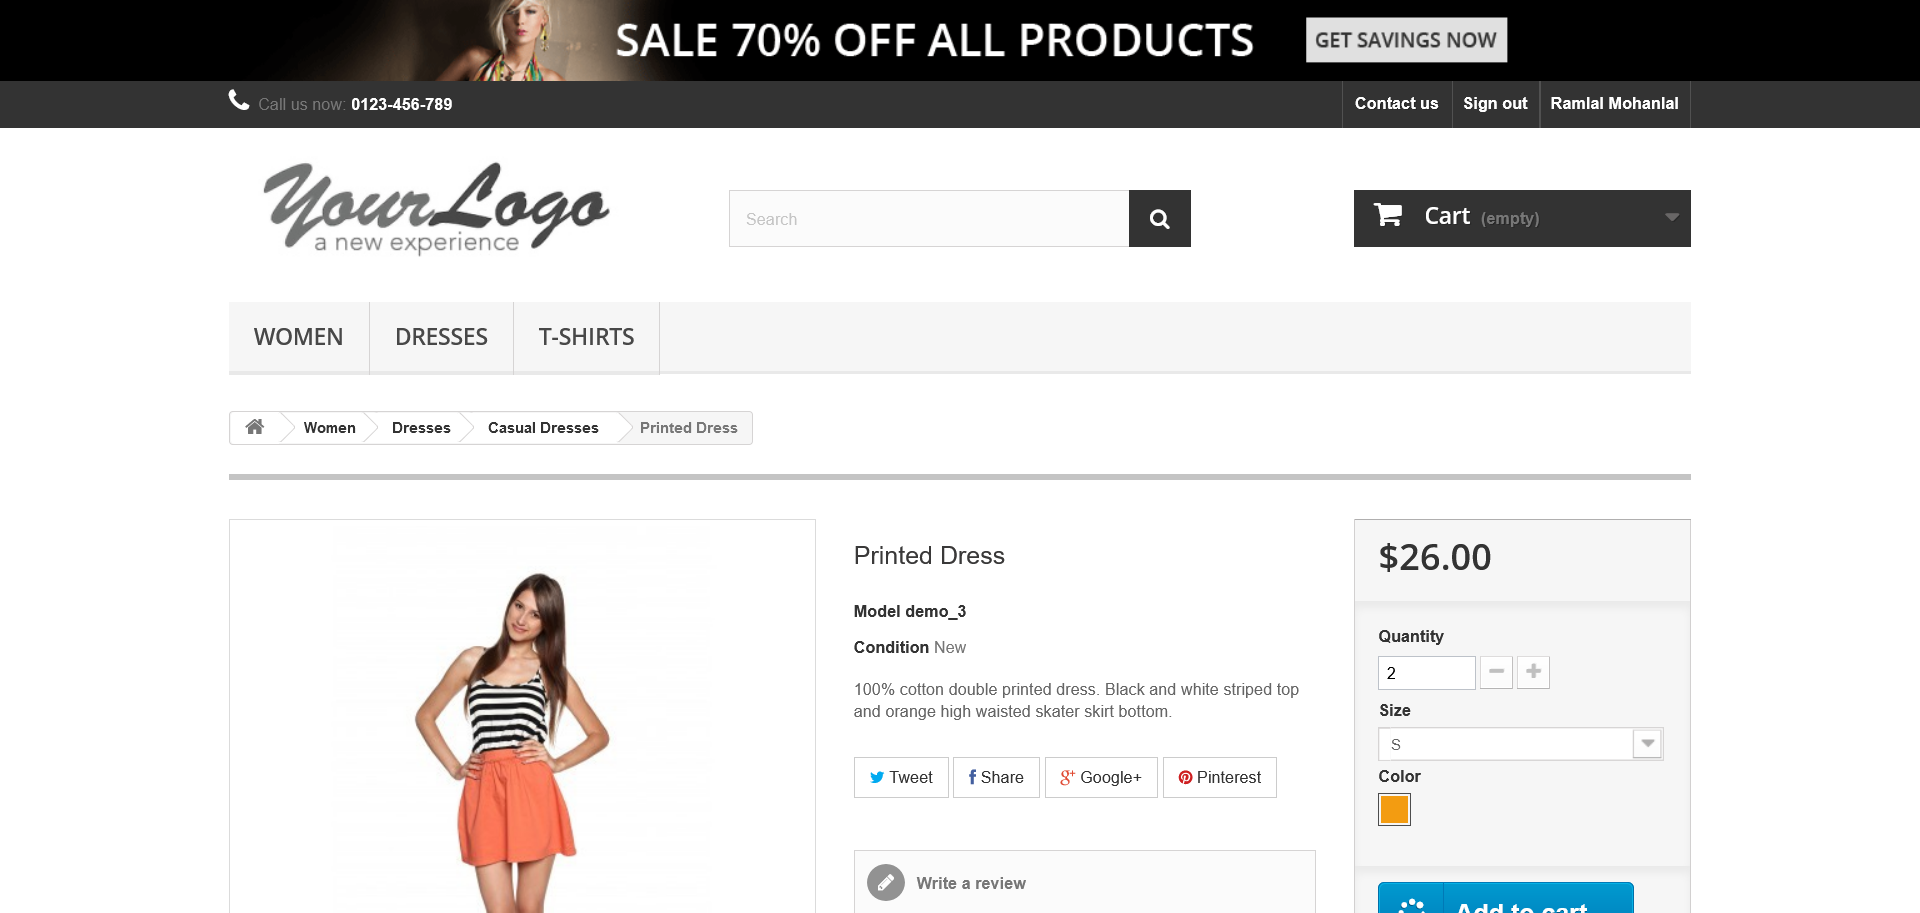 SALE 70% OFF ALL PRODUCTS
GET SAVINGS NOW
Call us now: 0123-456-789
Contact us
Sign out
Ramlal Mohanlal
YourLogo
a new experience
Search
Cart (empty)
WOMEN
DRESSES
T-SHIRTS
Women
Dresses
Casual Dresses
Printed Dress
Printed Dress
Model demo_3
Condition New
100% cotton double printed dress. Black and white striped top
and orange high waisted skater skirt bottom.
Tweet
Share
Google+
Pinterest
Write a review
$26.00
Quantity
2
Size
S
Color
Add to cart